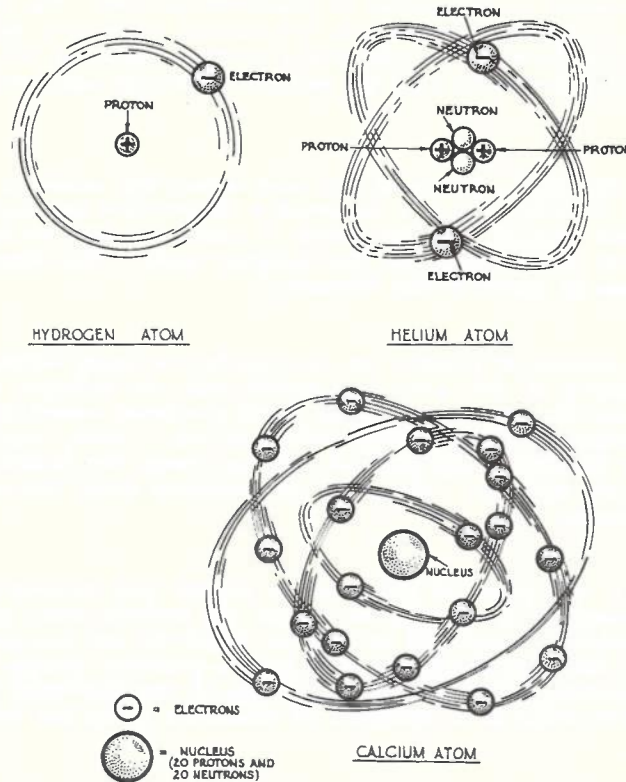 ELECTRON
PROTON
+
-
HYDROGEN ATOM
ELECTRON
-
NEUTRON
PROTON
+
+
PROTON
NEUTRON
-
ELECTRON
HELIUM ATOM
NUCLEUS
- = ELECTRONS
= NUCLEUS
(20 PROTONS AND
20 NEUTRONS)
CALCIUM ATOM